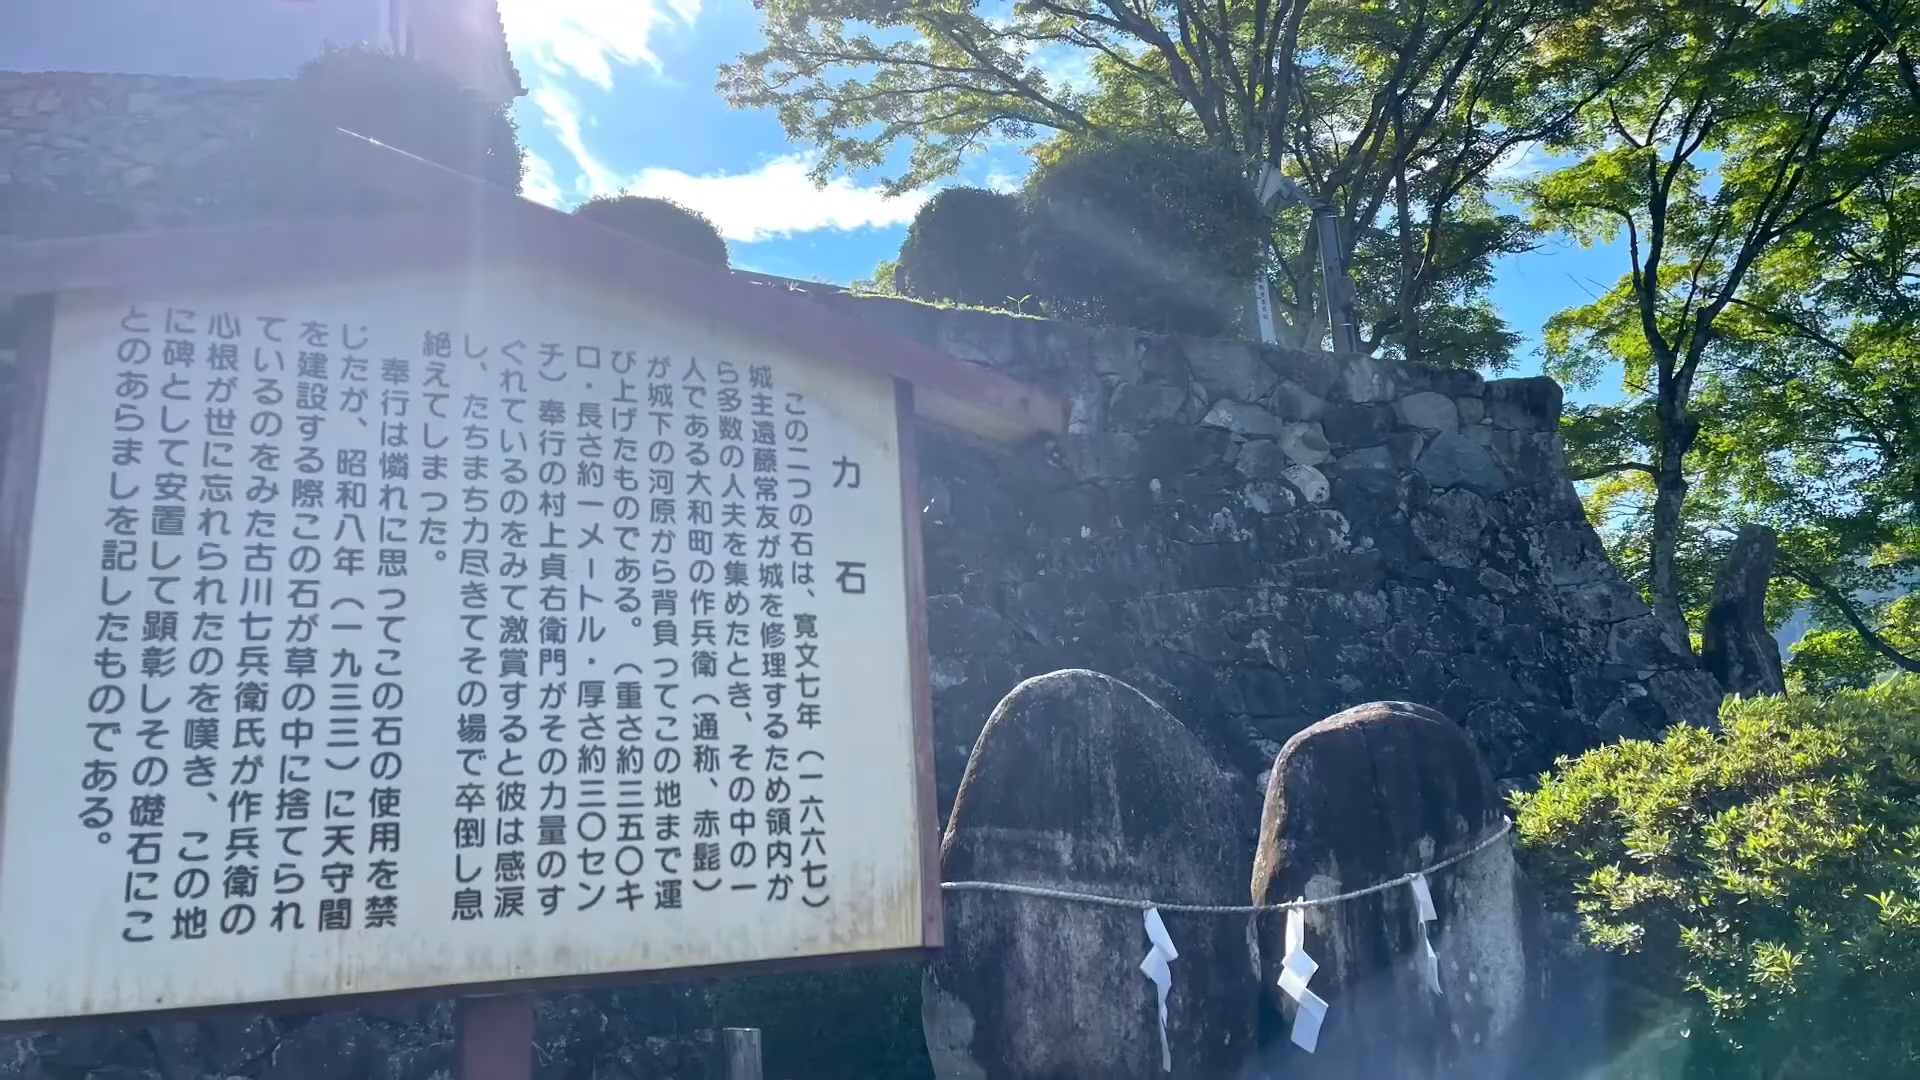 力石
この二つの石は、寛文七年（一六六七）
城主遠藤常友が城を修理するため領内か
ら多数の人夫を集めたとき、その中の一
人である大和町の作兵衛（通称、赤髭）
が城下の河原から背負ってこの地まで運
び上げたものである。（重さ約三五〇キ
ロ・長さ約一メートル・厚さ約三〇セン
チ）奉行の村上貞右衛門がその力量のす
ぐれているのをみて激賞すると彼は感涙
し、たちまち力尽きてその場で卒倒し息
絶えてしまった。
奉行は憐れに思ってこの石の使用を禁
じたが、昭和八年（一九三三）に天守閣
を建設する際この石が草の中に捨てられ
ているのをみた古川七兵衛氏が作兵衛の
心根が世に忘れられたのを嘆き、この地
に碑として安置して顕彰しその礎石にこ
とのあらましを記したものである。